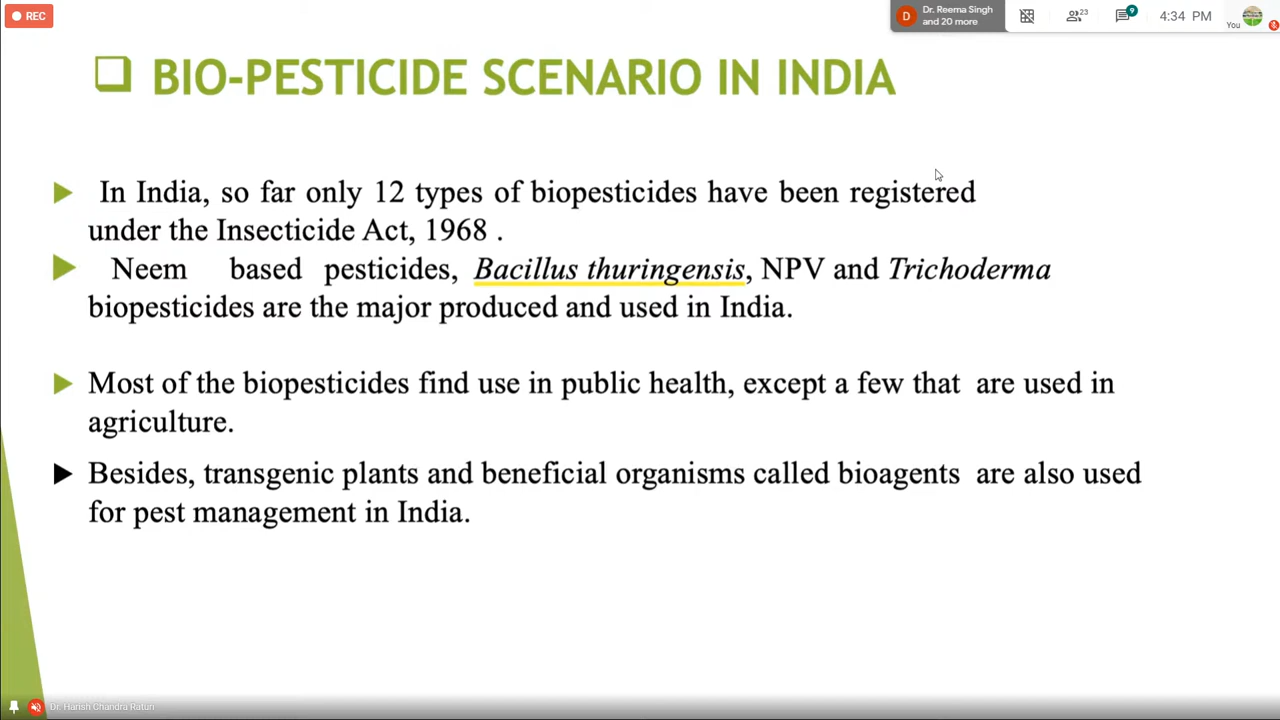 REC
D
Dr. Reema Singh
and 20 more
23
9
4:34 PM
You
BIO-PESTICIDE SCENARIO IN INDIA
In India, so far only 12 types of biopesticides have been registered
under the Insecticide Act, 1968 .
Neem based pesticides, Bacillus thuringensis, NPV and Trichoderma
biopesticides are the major produced and used in India.
Most of the biopesticides find use in public health, except a few that are used in
agriculture.
Besides, transgenic plants and beneficial organisms called bioagents are also used
for pest management in India.
Dr. Harish Chandra Raturi